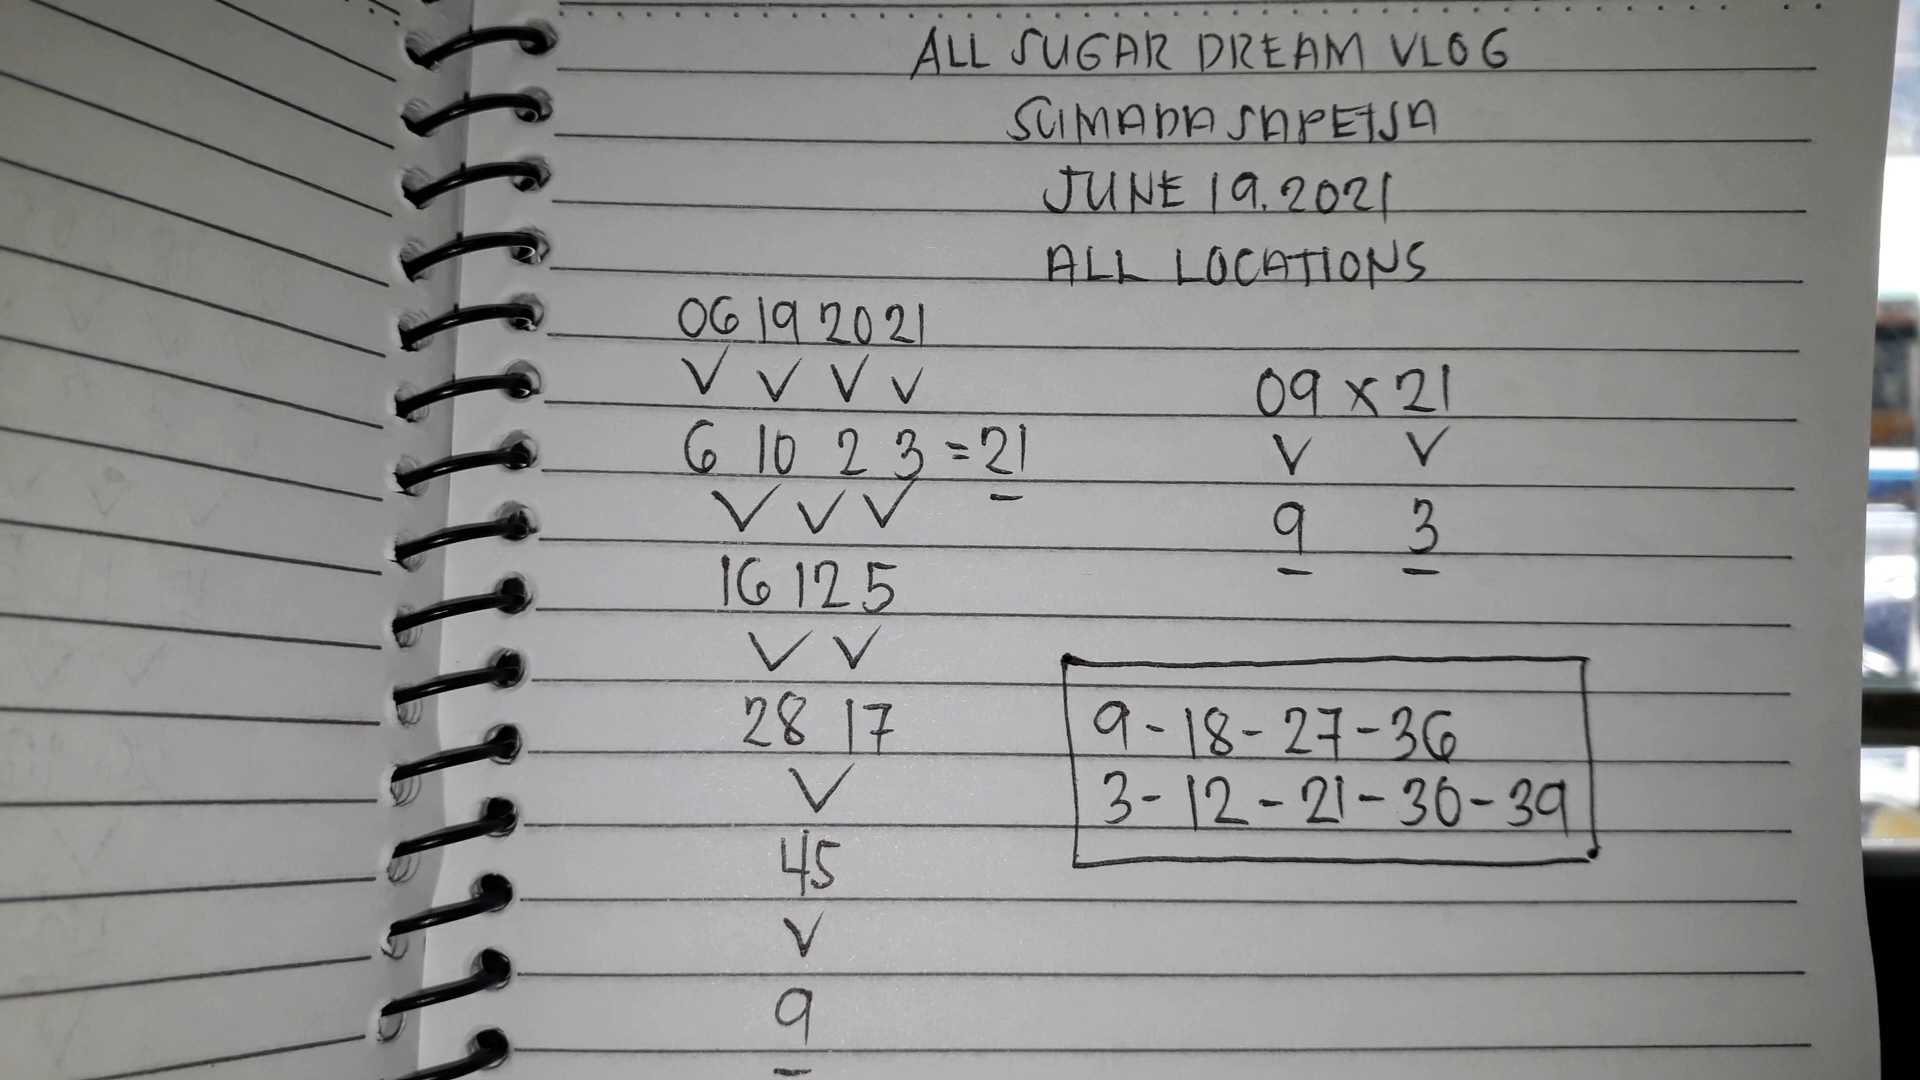 ALL SUGAR DREAM VLOG
SUMADA SAPETSA
JUNE 19.2021
ALL LOCATIONS
06 19 20 21
6 10 2 3 = 21
16 12 5
28 17
45
9
09 x 21
9 3
9-18-27-36
3-12-21-30-39